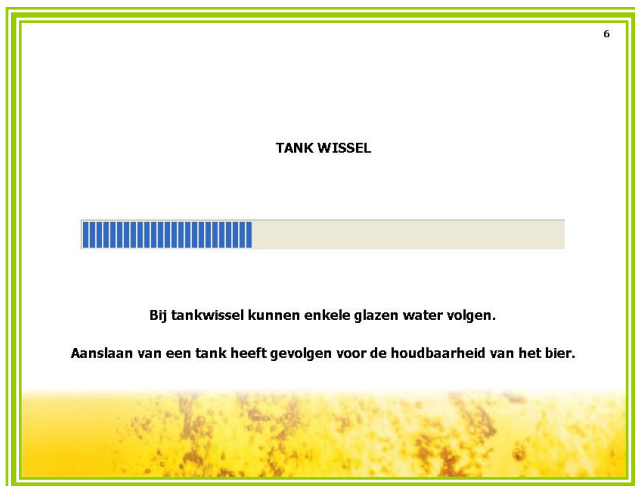 6
TANK WISSEL
Bij tankwissel kunnen enkele glazen water volgen.
Aanslaan van een tank heeft gevolgen voor de houdbaarheid van het bier.